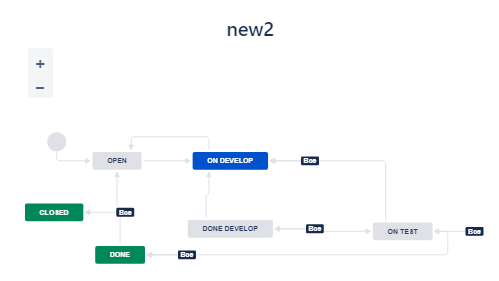 new2
+
−
OPEN
ON DEVELOP
Все
CLOSED
Все
DONE DEVELOP
Все
ON TEST
Все
DONE
Все